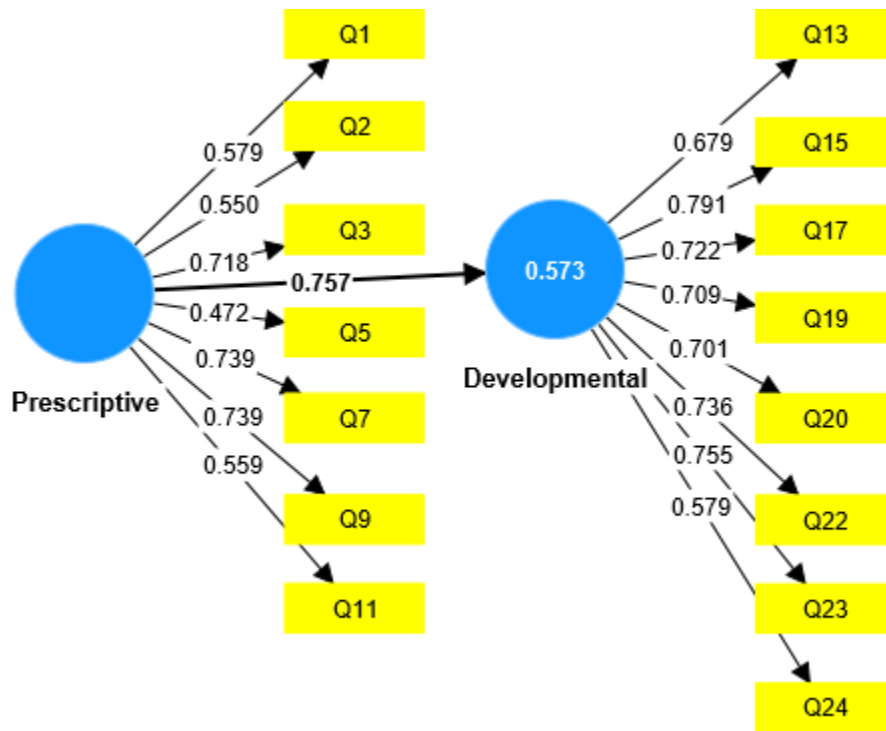 Q1
Q2
Q3
Q5
Q7
Q9
Q11
0.579
0.550
0.718
0.757
0.472
0.739
0.739
0.559
Prescriptive
0.573
Developmental
0.679
0.791
0.722
0.709
0.701
0.736
0.755
0.579
Q13
Q15
Q17
Q19
Q20
Q22
Q23
Q24